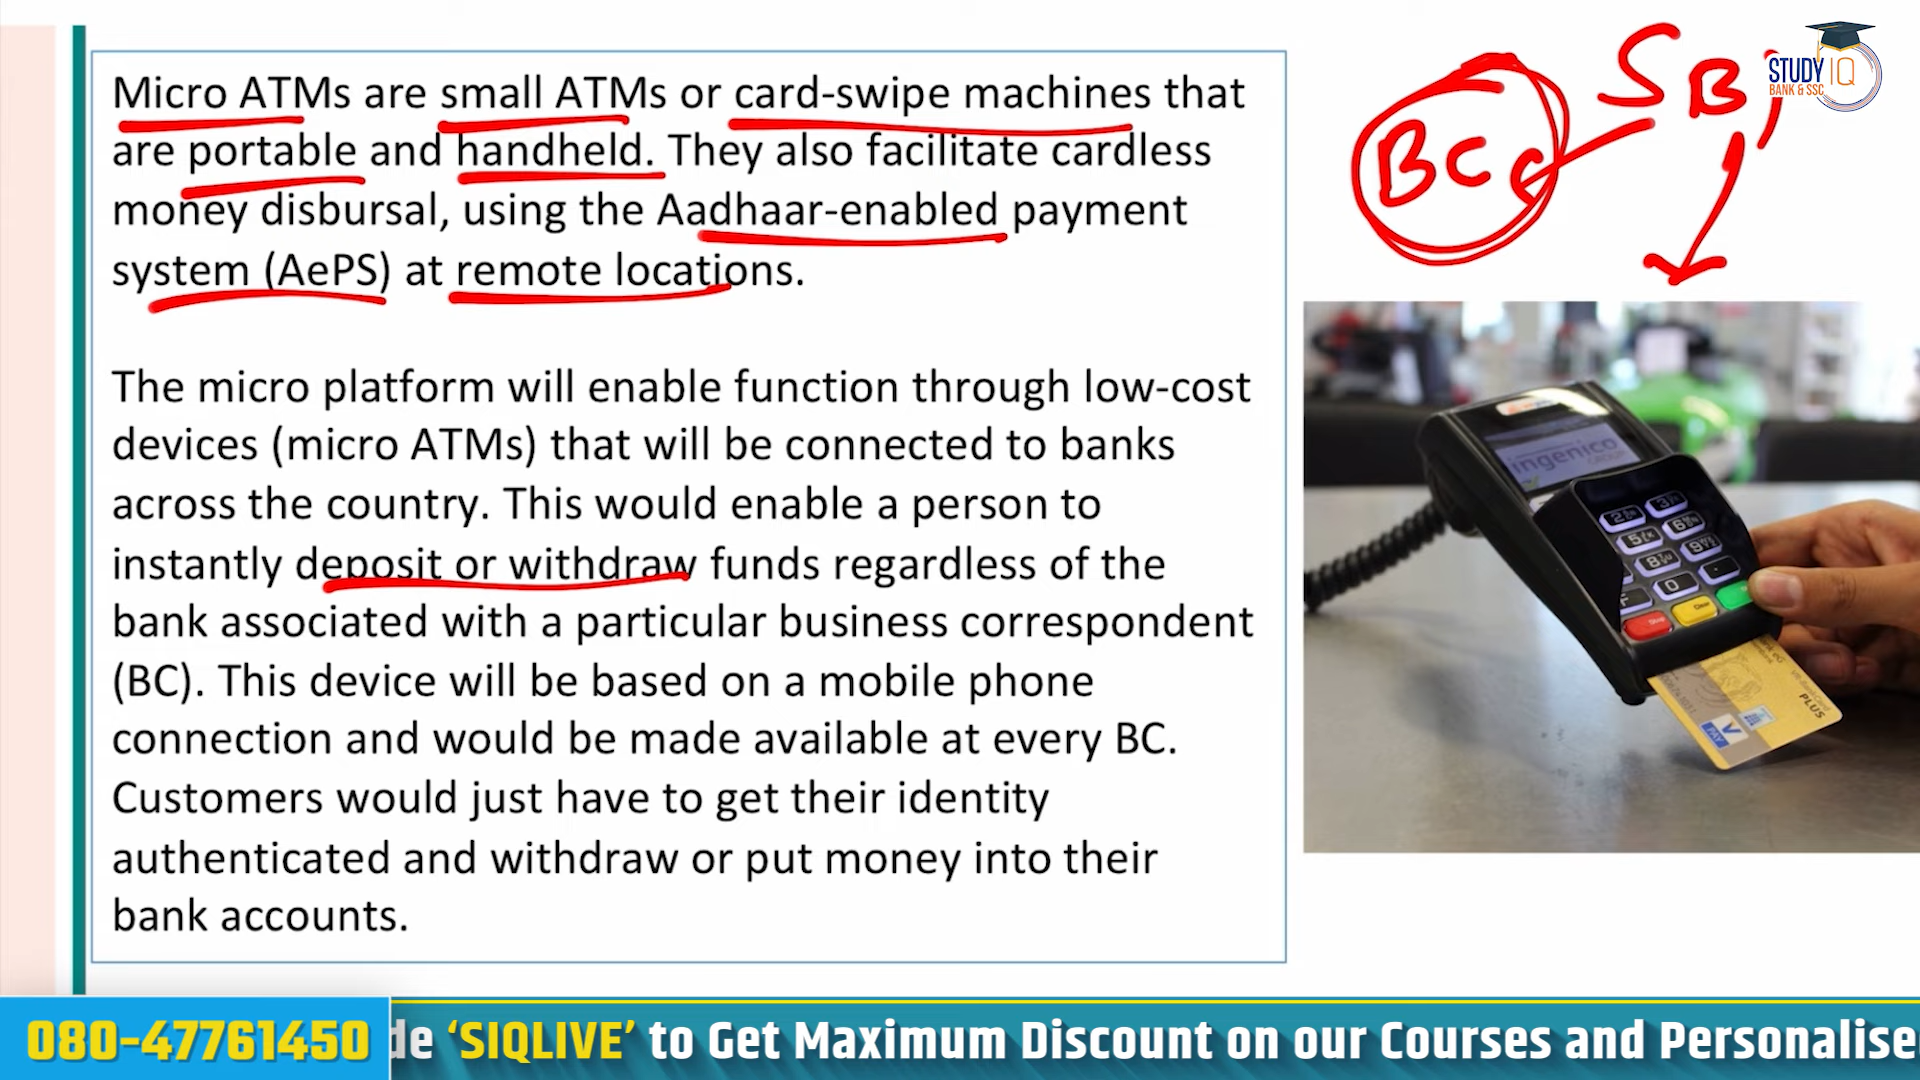 Micro ATMs are small ATMs or card-swipe machines that
are portable and handheld. They also facilitate cardless
money disbursal, using the Aadhaar-enabled payment
system (AePS) at remote locations.
The micro platform will enable function through low-cost
devices (micro ATMs) that will be connected to banks
across the country. This would enable a person to
instantly deposit or withdraw funds regardless of the
bank associated with a particular business correspondent
(BC). This device will be based on a mobile phone
connection and would be made available at every BC.
Customers would just have to get their identity
authenticated and withdraw or put money into their
bank accounts.
BC
SBI
STUDY IQ
BANK & SSC
ingenico
GROUP
PLUS
PAY
080-47761450
de ‘SIQLIVE’ to Get Maximum Discount on our Courses and Personalise